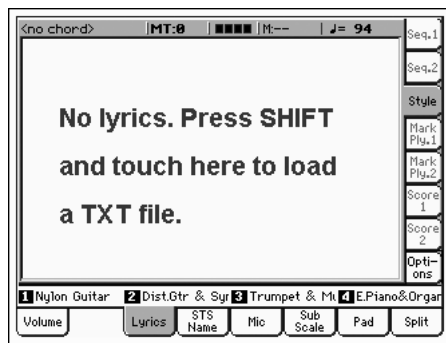 <no chord> MT:0 M:-- ♩= 94
No lyrics. Press SHIFT
and touch here to load
a TXT file.
Seq.1
Seq.2
Style
Mark
Ply.1
Mark
Ply.2
Score
1
Score
2
Opti-
ons
1 Nylon Guitar 2 Dist.Gtr & Syr 3 Trumpet & Mu 4 E.Piano&Organ
Volume Lyrics STS Name Mic Sub Scale Pad Split